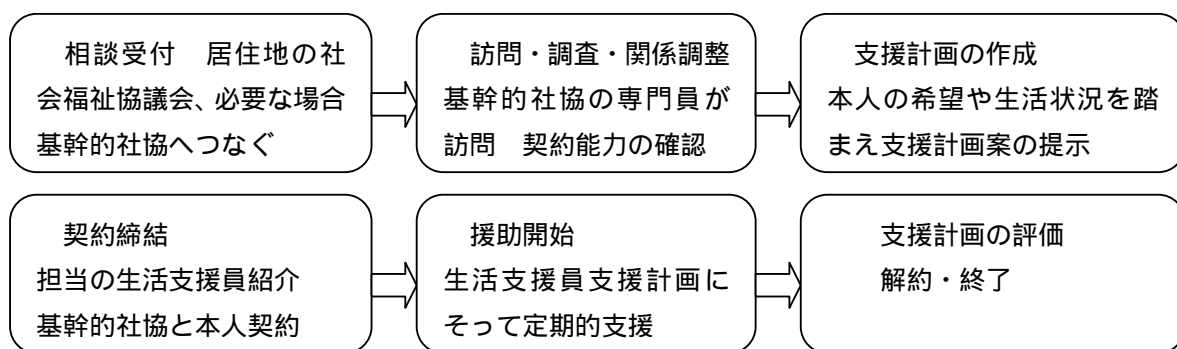 相談受付　居住地の社
会福祉協議会、必要な場合
基幹的社協へつなぐ
訪問・調査・関係調整
基幹的社協の専門員が
訪問　契約能力の確認
支援計画の作成
本人の希望や生活状況を踏
まえ支援計画案の提示
契約締結
担当の生活支援員紹介
基幹的社協と本人契約
援助開始
生活支援員支援計画に
そって定期的支援
支援計画の評価
解約・終了